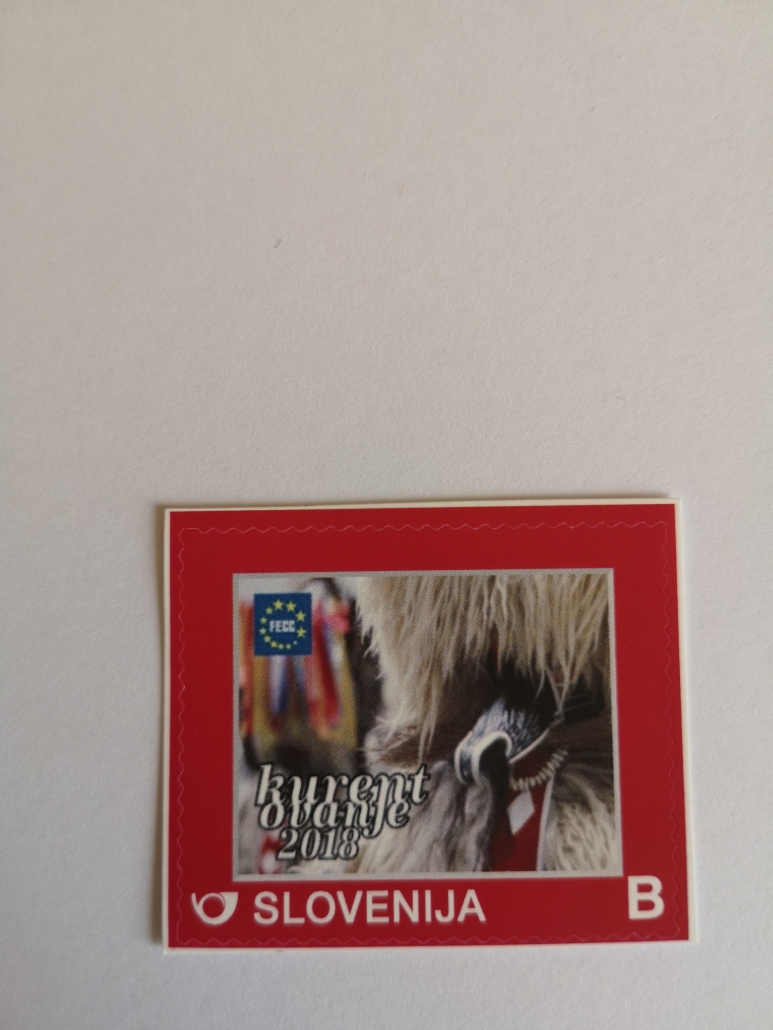 FECC
kurent
ovanje
2018
SLOVENIJA B